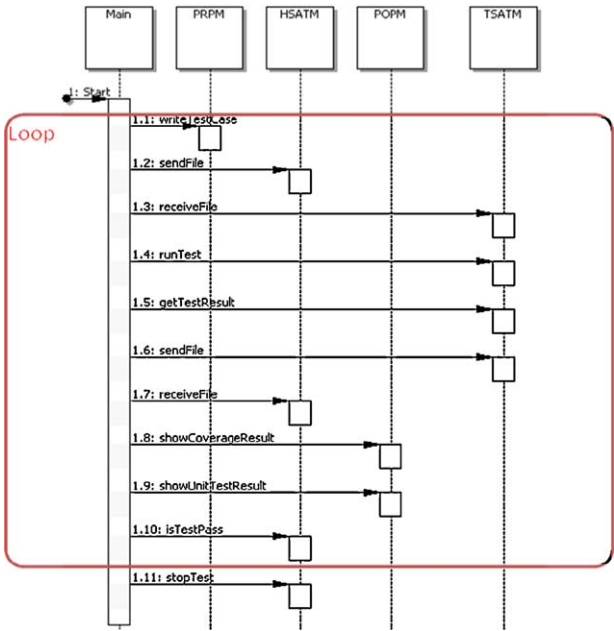 Main
PRPM
HSATM
POPM
TSATM
1: Start
Loop
1.1: writeTestCase
1.2: sendFile
1.3: receiveFile
1.4: runTest
1.5: getTestResult
1.6: sendFile
1.7: receiveFile
1.8: showCoverageResult
1.9: showUnitTestResult
1.10: isTestPass
1.11: stopTest